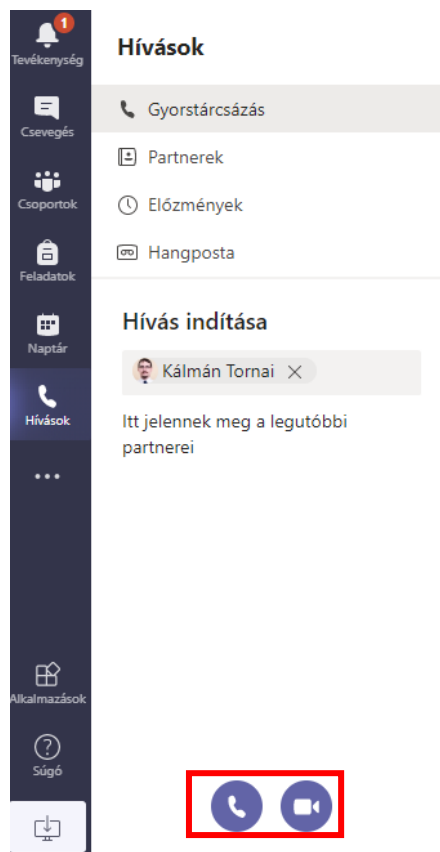 1
Tevékenység
Csevegés
Csoportok
Feladatok
Naptár
Hívások
Alkalmazások
Súgó
Hívások
Gyorstárcsázás
Partnerek
Előzmények
Hangposta
Hívás indítása
Kálmán Tornai
Itt jelennek meg a legutóbbi
partnerei